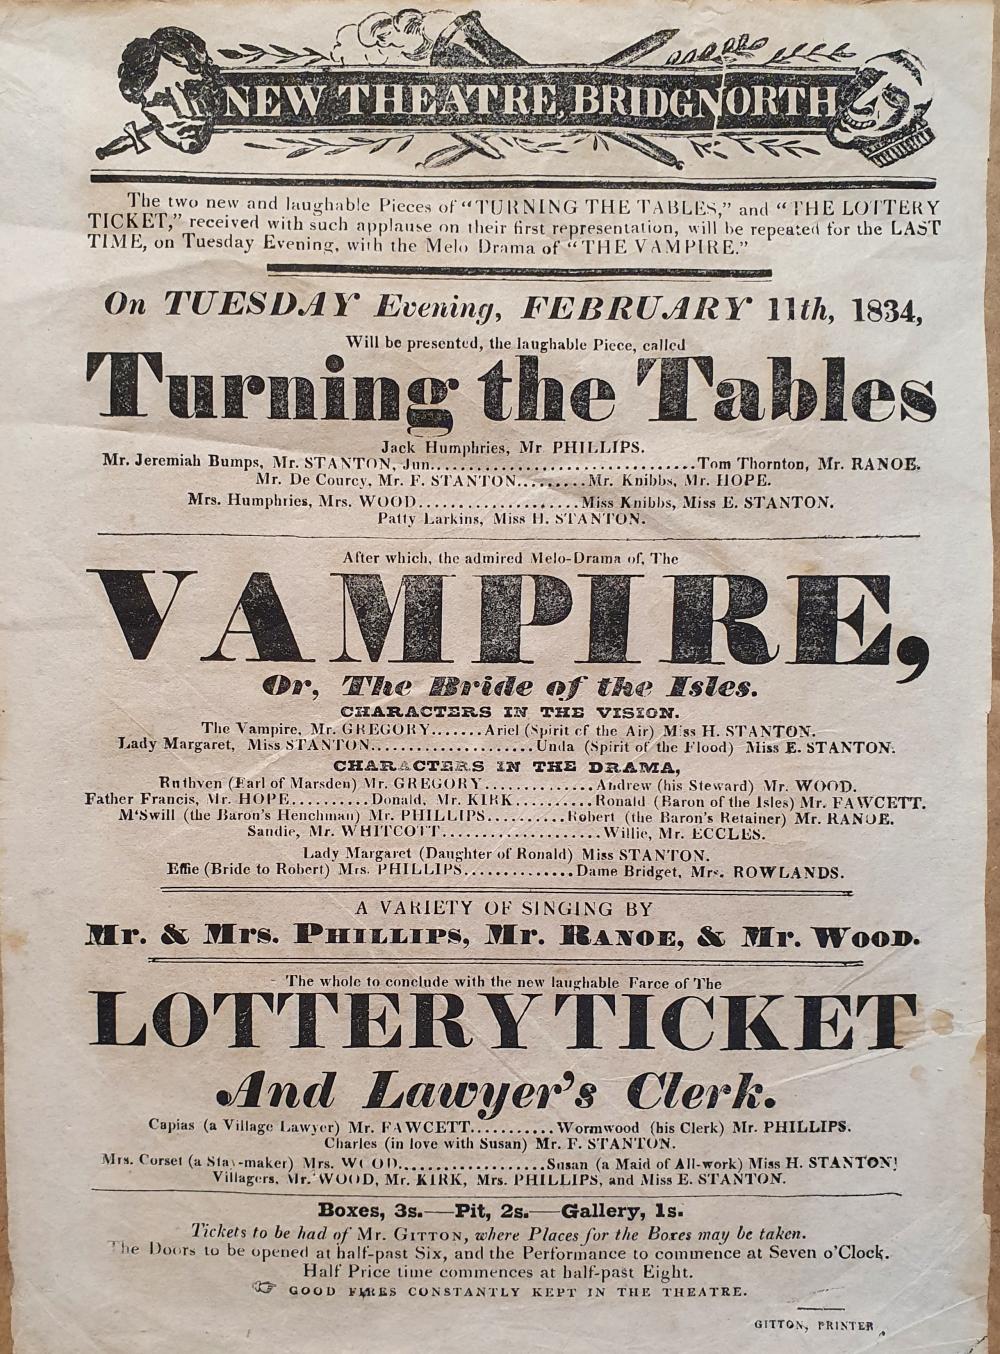 NEW THEATRE, BRIDGNORTH
The two new and laughable Pieces of "TURNING THE TABLES," and "THE LOTTERY
TICKET," received with such applause on their first representation, will be repeated for the LAST
TIME, on Tuesday Evening, with the Melo Drama of "THE VAMPIRE."
On TUESDAY Evening, FEBRUARY 11th, 1834,
Will be presented, the laughable Piece, called
Turning the Tables
Jack Humphries, Mr PHILLIPS.
Mr. Jeremiah Bumps, Mr. STANTON, Jun..................................Tom Thornton, Mr. RANOE.
Mr. De Courcy, Mr. F. STANTON.........Mr. Knibbs, Mr. HOPE.
Mrs. Humphries, Mrs. WOOD.....................Miss Knibbs, Miss E. STANTON.
Patty Larkins, Miss H. STANTON.
After which, the admired Melo-Drama of, The
VAMPIRE,
Or, The Bride of the Isles.
CHARACTERS IN THE VISION.
The Vampire, Mr. GREGORY.......Ariel (Spirit of the Air) Miss H. STANTON.
Lady Margaret, Miss STANTON....................Unda (Spirit of the Flood) Miss E. STANTON.
CHARACTERS IN THE DRAMA,
Ruthven (Earl of Marsden) Mr. GREGORY.................Andrew (his Steward) Mr. WOOD.
Father Francis, Mr. HOPE..........Donald, Mr. KIRK..........Ronald (Baron of the Isles) Mr. FAWCETT.
M'Swill (the Baron's Henchman) Mr. PHILLIPS..........Robert (the Baron's Retainer) Mr. RANOE.
Sandie, Mr. WHITCOTT....................Willie, Mr. ECCLES.
Lady Margaret (Daughter of Ronald) Miss STANTON.
Effie (Bride to Robert) Mrs. PHILLIPS..............Dame Bridget, Mrs. ROWLANDS.
A VARIETY OF SINGING BY
Mr. & Mrs. PHILLIPS, Mr. RANOE, & Mr. WOOD.
The whole to conclude with the new laughable Farce of The
LOTTERY TICKET
And Lawyer's Clerk.
Capias (a Village Lawyer) Mr. FAWCETT...........Wormwood (his Clerk) Mr. PHILLIPS.
Charles (in love with Susan) Mr. F. STANTON.
Mrs. Corset (a Stay-maker) Mrs. WOOD..................Susan (a Maid of All-work) Miss H. STANTON!
Villagers, Mr. WOOD, Mr. KIRK, Mrs. PHILLIPS, and Miss E. STANTON.
Boxes, 3s.—Pit, 2s.—Gallery, 1s.
Tickets to be had of Mr. GITTON, where Places for the Boxes may be taken.
The Doors to be opened at half-past Six, and the Performance to commence at Seven o'Clock.
Half Price time commences at half-past Eight.
☞ GOOD FIRES CONSTANTLY KEPT IN THE THEATRE.
GITTON, PRINTER,